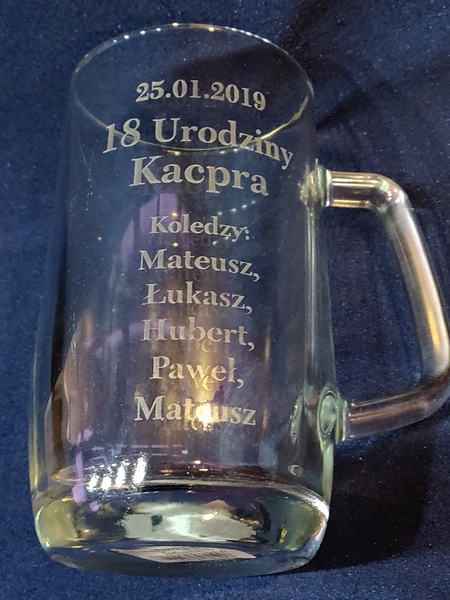 25.01.2019
18 Urodziny
Kacpra
Koledzy:
Mateusz,
Łukasz,
Hubert,
Paweł,
Mateusz